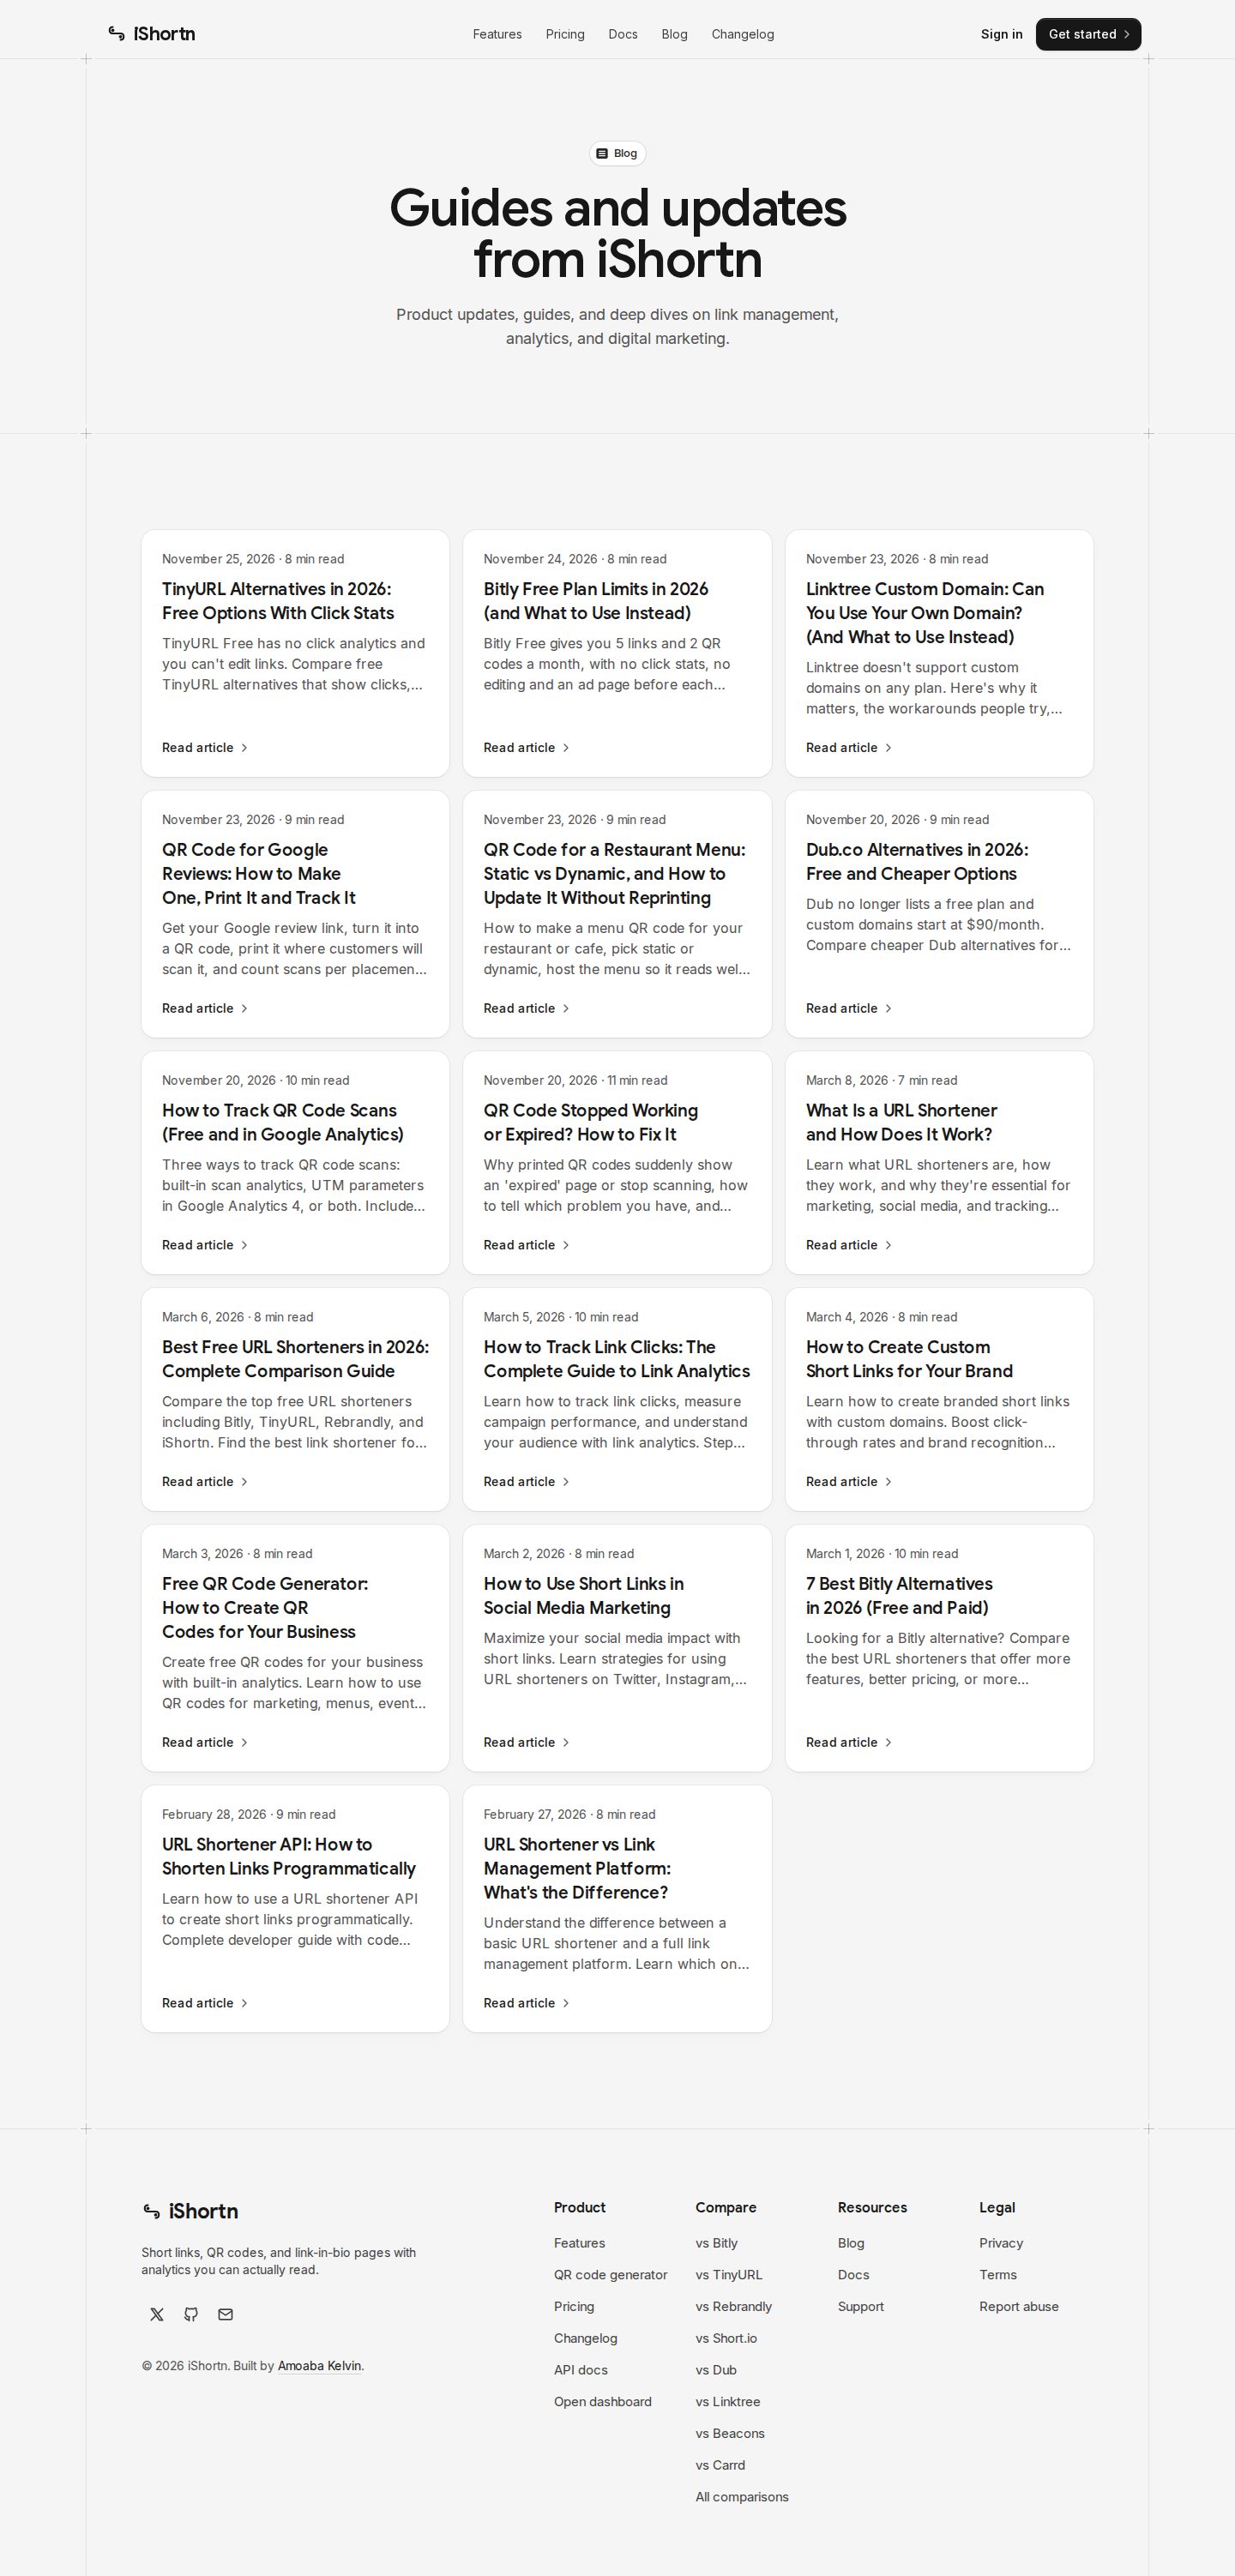 iShortn
Features
Pricing
Docs
Blog
Changelog
Sign in
Get started
Blog
Guides and updates
from iShortn
Product updates, guides, and deep dives on link management,
analytics, and digital marketing.
November 25, 2026 · 8 min read
TinyURL Alternatives in 2026:
Free Options With Click Stats
TinyURL Free has no click analytics and
you can't edit links. Compare free
TinyURL alternatives that show clicks,…
Read article
November 24, 2026 · 8 min read
Bitly Free Plan Limits in 2026
(and What to Use Instead)
Bitly Free gives you 5 links and 2 QR
codes a month, with no click stats, no
editing and an ad page before each…
Read article
November 23, 2026 · 8 min read
Linktree Custom Domain: Can
You Use Your Own Domain?
(And What to Use Instead)
Linktree doesn't support custom
domains on any plan. Here's why it
matters, the workarounds people try,…
Read article
November 23, 2026 · 9 min read
QR Code for Google
Reviews: How to Make
One, Print It and Track It
Get your Google review link, turn it into
a QR code, print it where customers will
scan it, and count scans per placemen…
Read article
November 23, 2026 · 9 min read
QR Code for a Restaurant Menu:
Static vs Dynamic, and How to
Update It Without Reprinting
How to make a menu QR code for your
restaurant or cafe, pick static or
dynamic, host the menu so it reads wel…
Read article
November 20, 2026 · 9 min read
Dub.co Alternatives in 2026:
Free and Cheaper Options
Dub no longer lists a free plan and
custom domains start at $90/month.
Compare cheaper Dub alternatives for…
Read article
November 20, 2026 · 10 min read
How to Track QR Code Scans
(Free and in Google Analytics)
Three ways to track QR code scans:
built-in scan analytics, UTM parameters
in Google Analytics 4, or both. Include…
Read article
November 20, 2026 · 11 min read
QR Code Stopped Working
or Expired? How to Fix It
Why printed QR codes suddenly show
an 'expired' page or stop scanning, how
to tell which problem you have, and…
Read article
March 8, 2026 · 7 min read
What Is a URL Shortener
and How Does It Work?
Learn what URL shorteners are, how
they work, and why they're essential for
marketing, social media, and tracking…
Read article
March 6, 2026 · 8 min read
Best Free URL Shorteners in 2026:
Complete Comparison Guide
Compare the top free URL shorteners
including Bitly, TinyURL, Rebrandly, and
iShortn. Find the best link shortener fo…
Read article
March 5, 2026 · 10 min read
How to Track Link Clicks: The
Complete Guide to Link Analytics
Learn how to track link clicks, measure
campaign performance, and understand
your audience with link analytics. Step…
Read article
March 4, 2026 · 8 min read
How to Create Custom
Short Links for Your Brand
Learn how to create branded short links
with custom domains. Boost click-
through rates and brand recognition…
Read article
March 3, 2026 · 8 min read
Free QR Code Generator:
How to Create QR
Codes for Your Business
Create free QR codes for your business
with built-in analytics. Learn how to use
QR codes for marketing, menus, event…
Read article
March 2, 2026 · 8 min read
How to Use Short Links in
Social Media Marketing
Maximize your social media impact with
short links. Learn strategies for using
URL shorteners on Twitter, Instagram,…
Read article
March 1, 2026 · 10 min read
7 Best Bitly Alternatives
in 2026 (Free and Paid)
Looking for a Bitly alternative? Compare
the best URL shorteners that offer more
features, better pricing, or more…
Read article
February 28, 2026 · 9 min read
URL Shortener API: How to
Shorten Links Programmatically
Learn how to use a URL shortener API
to create short links programmatically.
Complete developer guide with code…
Read article
February 27, 2026 · 8 min read
URL Shortener vs Link
Management Platform:
What's the Difference?
Understand the difference between a
basic URL shortener and a full link
management platform. Learn which on…
Read article
iShortn
Short links, QR codes, and link-in-bio pages with
analytics you can actually read.
© 2026 iShortn. Built by Amoaba Kelvin.
Product
Features
QR code generator
Pricing
Changelog
API docs
Open dashboard
Compare
vs Bitly
vs TinyURL
vs Rebrandly
vs Short.io
vs Dub
vs Linktree
vs Beacons
vs Carrd
All comparisons
Resources
Blog
Docs
Support
Legal
Privacy
Terms
Report abuse